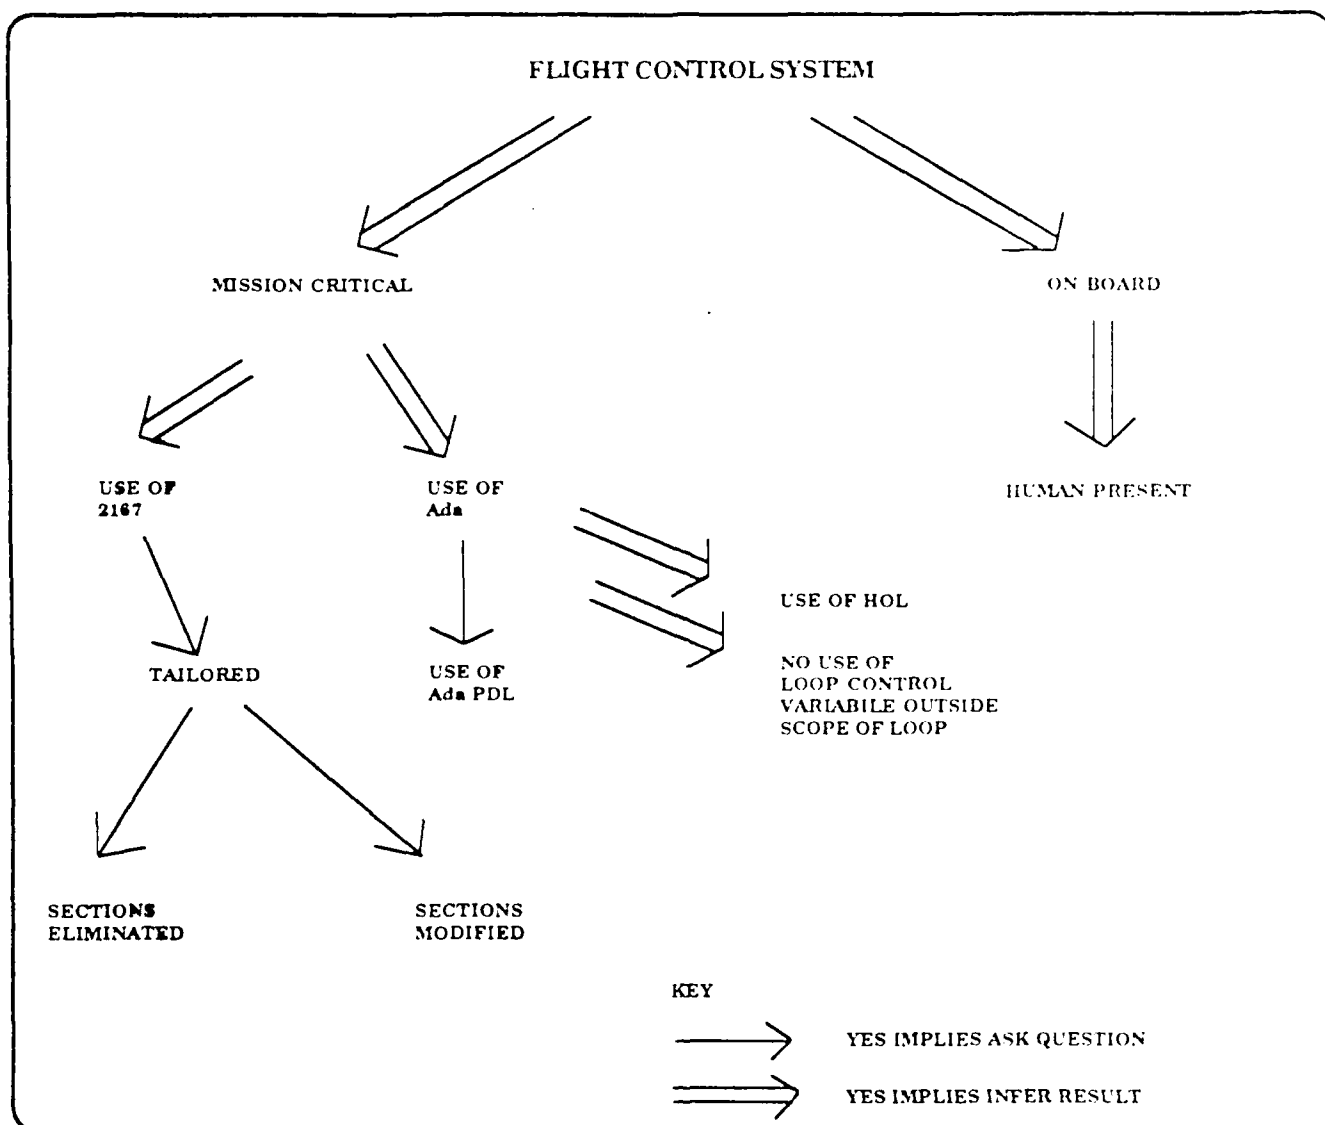 FLIGHT CONTROL SYSTEM
MISSION CRITICAL
ON BOARD
USE OF
2167
USE OF
Ada
HUMAN PRESENT
USE OF HOL
TAILORED
USE OF
Ada PDL
NO USE OF
LOOP CONTROL
VARIABILE OUTSIDE
SCOPE OF LOOP
SECTIONS
ELIMINATED
SECTIONS
MODIFIED
KEY
YES IMPLIES ASK QUESTION
YES IMPLIES INFER RESULT